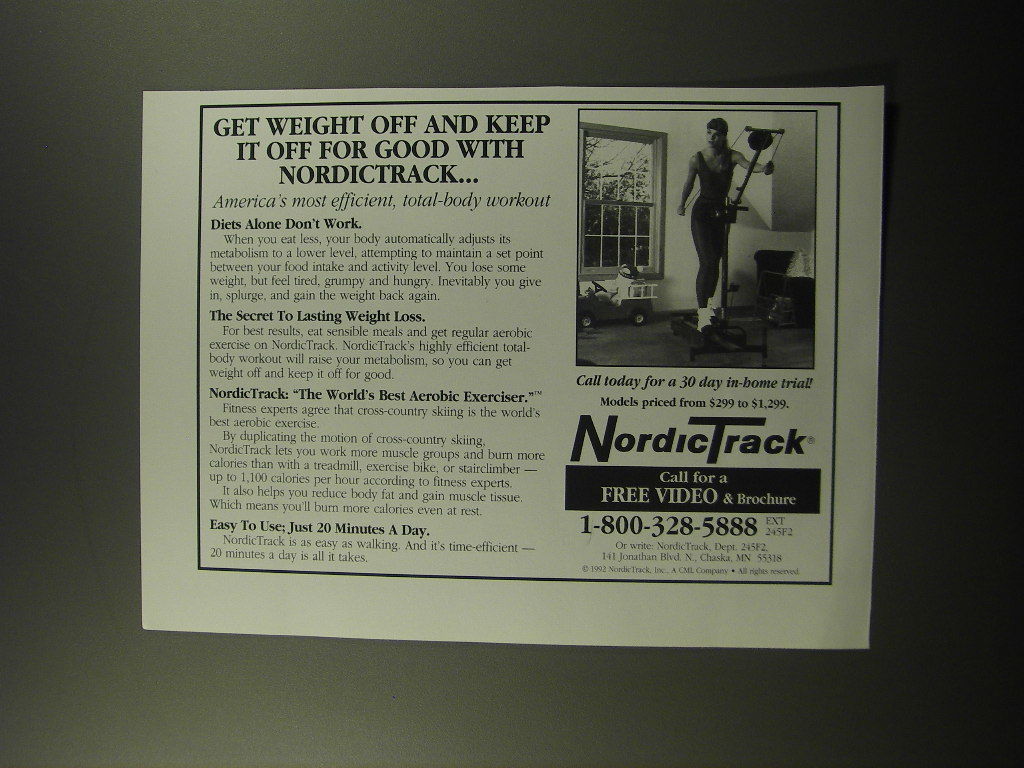 GET WEIGHT OFF AND KEEP
IT OFF FOR GOOD WITH
NORDICTRACK...
America's most efficient, total-body workout
Diets Alone Don't Work.
When you eat less, your body automatically adjusts its
metabolism to a lower level, attempting to maintain a set point
between your food intake and activity level. You lose some
weight, but feel tired, grumpy and hungry. Inevitably you give
in, splurge, and gain the weight back again.
The Secret To Lasting Weight Loss.
For best results, eat sensible meals and get regular aerobic
exercise on NordicTrack. NordicTrack's highly efficient total-
body workout will raise your metabolism, so you can get
weight off and keep it off for good.
NordicTrack: "The World's Best Aerobic Exerciser."™
Fitness experts agree that cross-country skiing is the world's
best aerobic exercise.
By duplicating the motion of cross-country skiing,
NordicTrack lets you work more muscle groups and burn more
calories than with a treadmill, exercise bike, or stairclimber —
up to 1,100 calories per hour according to fitness experts.
It also helps you reduce body fat and gain muscle tissue.
Which means you'll burn more calories even at rest.
Easy To Use; Just 20 Minutes A Day.
NordicTrack is as easy as walking. And it's time-efficient —
20 minutes a day is all it takes.
Call today for a 30 day in-home trial!
Models priced from $299 to $1,299.
NordicTrack®
Call for a
FREE VIDEO & Brochure
1-800-328-5888 EXT
245F2
Or write: NordicTrack, Dept. 245F2,
141 Jonathan Blvd. N., Chaska, MN 55318
© 1992 NordicTrack, Inc., A CML Company • All rights reserved.